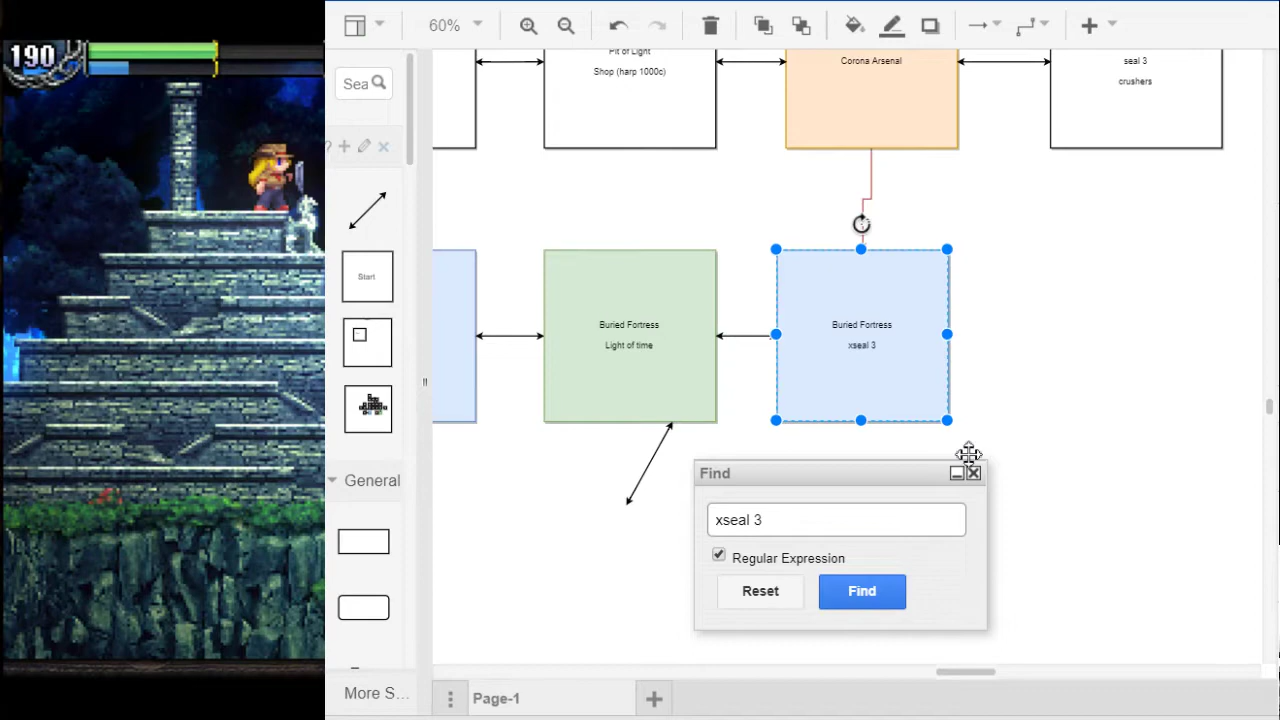 190
60%
Sea
Start
General
More S...
Pit of Light
Shop (harp 1000c)
Corona Arsenal
seal 3
crushers
Buried Fortress
Light of time
Buried Fortress
xseal 3
Find
xseal 3
Regular Expression
Reset
Find
Page-1